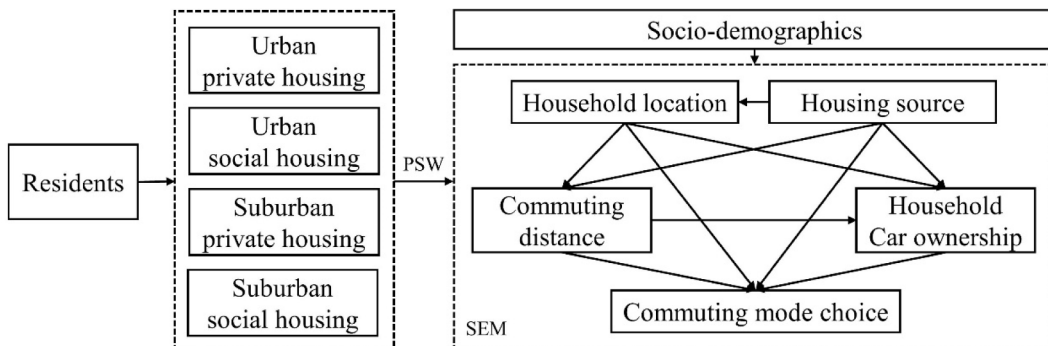 Residents
Urban
private housing
Urban
social housing
Suburban
private housing
Suburban
social housing
PSW
Socio-demographics
Household location
Housing source
Commuting
distance
Household
Car ownership
Commuting mode choice
SEM